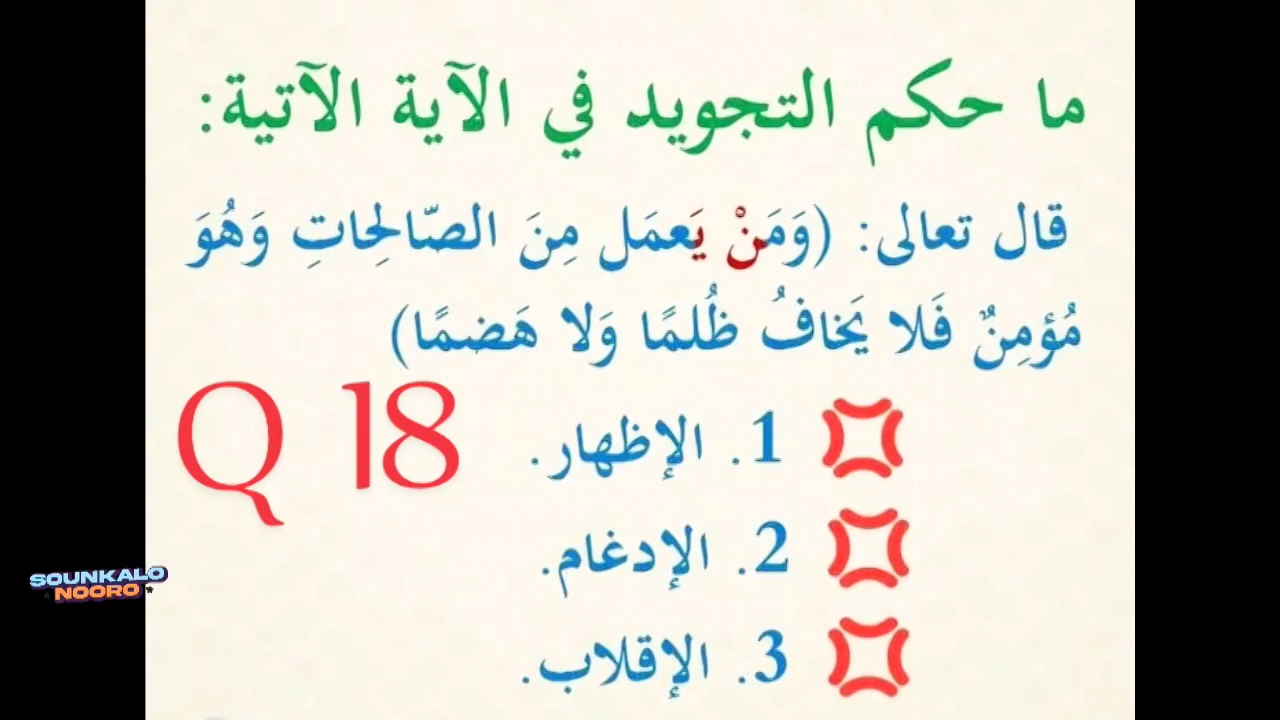 ما حكم التجويد في الآية الآتية:
قال تعالى: (وَمَنْ يَعمَل مِنَ الصّالِحاتِ وَهُوَ
مُؤمِنٌ فَلا يَخافُ ظُلمًا وَلا هَضمًا)
Q 18
1. الإظهار.
2. الإدغام.
3. الإقلاب.
SOUNKALO
NOORO